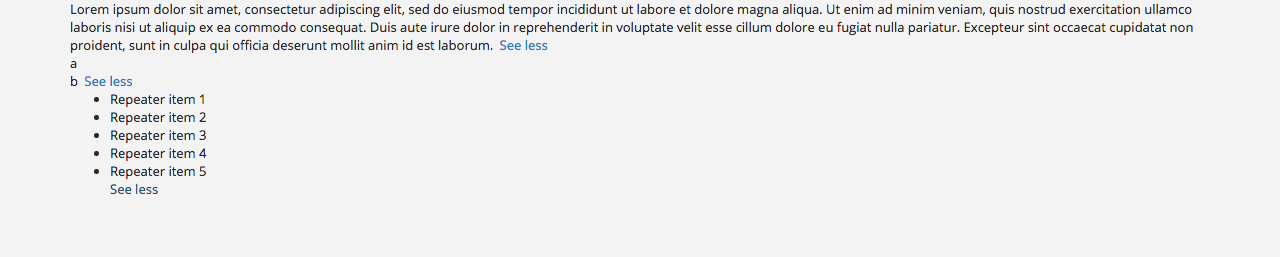 Lorem ipsum dolor sit amet, consectetur adipiscing elit, sed do eiusmod tempor incididunt ut labore et dolore magna aliqua. Ut enim ad minim veniam, quis nostrud exercitation ullamco
laboris nisi ut aliquip ex ea commodo consequat. Duis aute irure dolor in reprehenderit in voluptate velit esse cillum dolore eu fugiat nulla pariatur. Excepteur sint occaecat cupidatat non
proident, sunt in culpa qui officia deserunt mollit anim id est laborum. See less
a
b See less
• Repeater item 1
• Repeater item 2
• Repeater item 3
• Repeater item 4
• Repeater item 5
See less